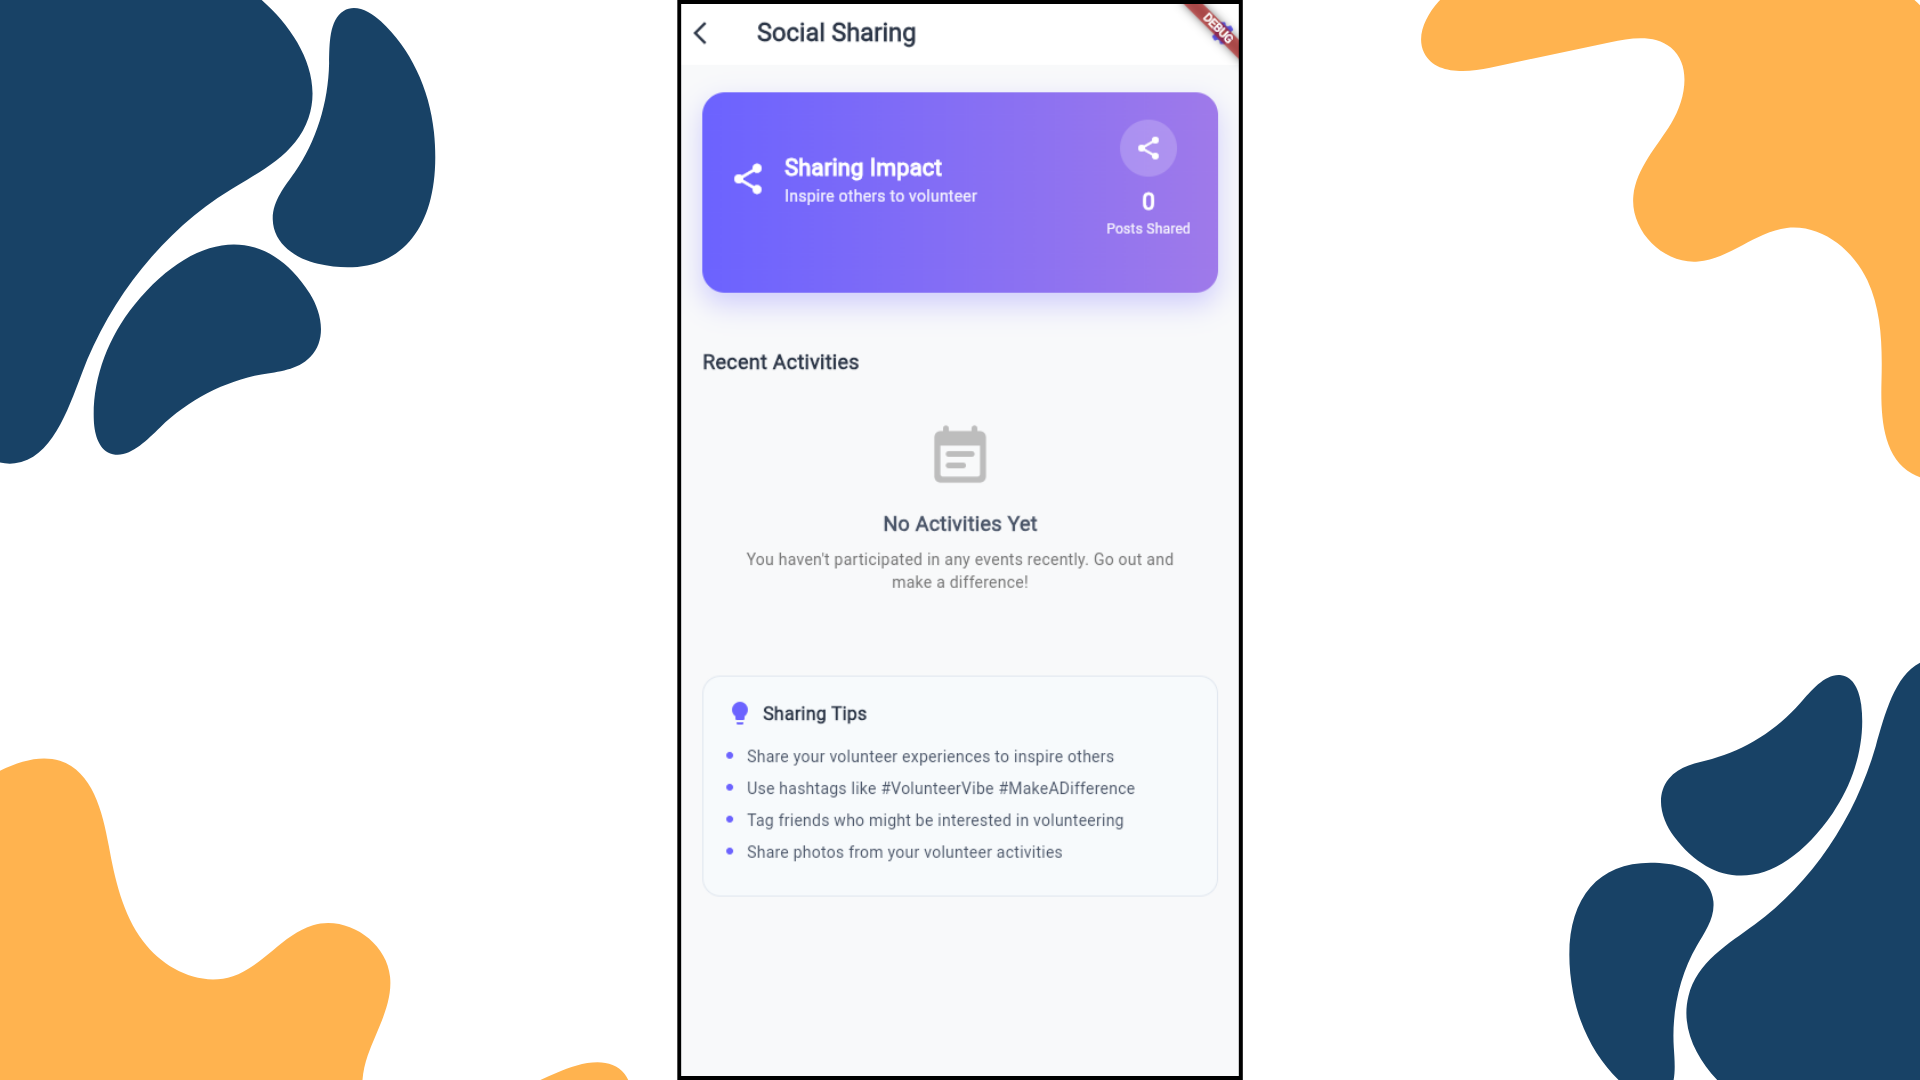 Social Sharing
DEBUG
Sharing Impact
Inspire others to volunteer
0
Posts Shared
Recent Activities
No Activities Yet
You haven't participated in any events recently. Go out and
make a difference!
Sharing Tips
Share your volunteer experiences to inspire others
Use hashtags like #VolunteerVibe #MakeADifference
Tag friends who might be interested in volunteering
Share photos from your volunteer activities